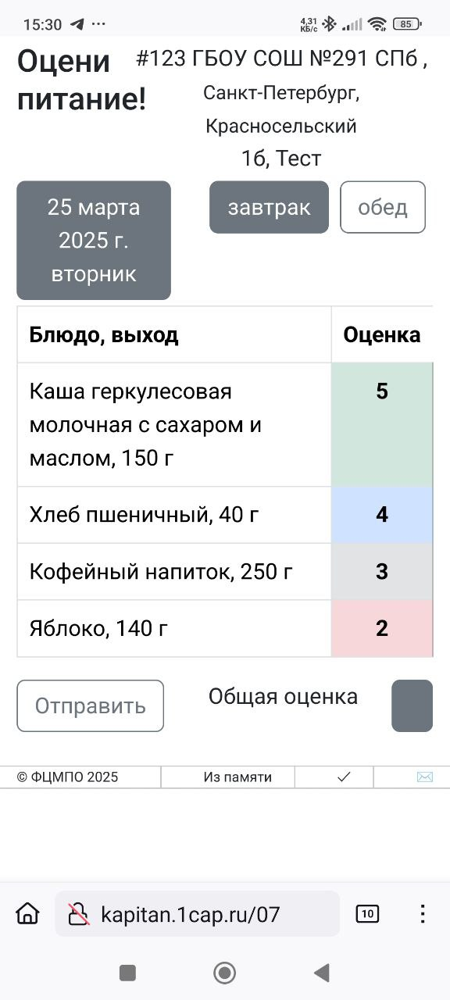 15:30
4,31
КБ/с
85
Оцени
питание!
#123 ГБОУ СОШ №291 СПб ,
Санкт-Петербург,
Красносельский
1б, Тест
25 марта
2025 г.
вторник
завтрак
обед
Блюдо, выход
Оценка
Каша геркулесовая
молочная с сахаром и
маслом, 150 г
5
Хлеб пшеничный, 40 г
4
Кофейный напиток, 250 г
3
Яблоко, 140 г
2
Отправить
Общая оценка
© ФЦМПО 2025
Из памяти
kapitan.1cap.ru/07
10